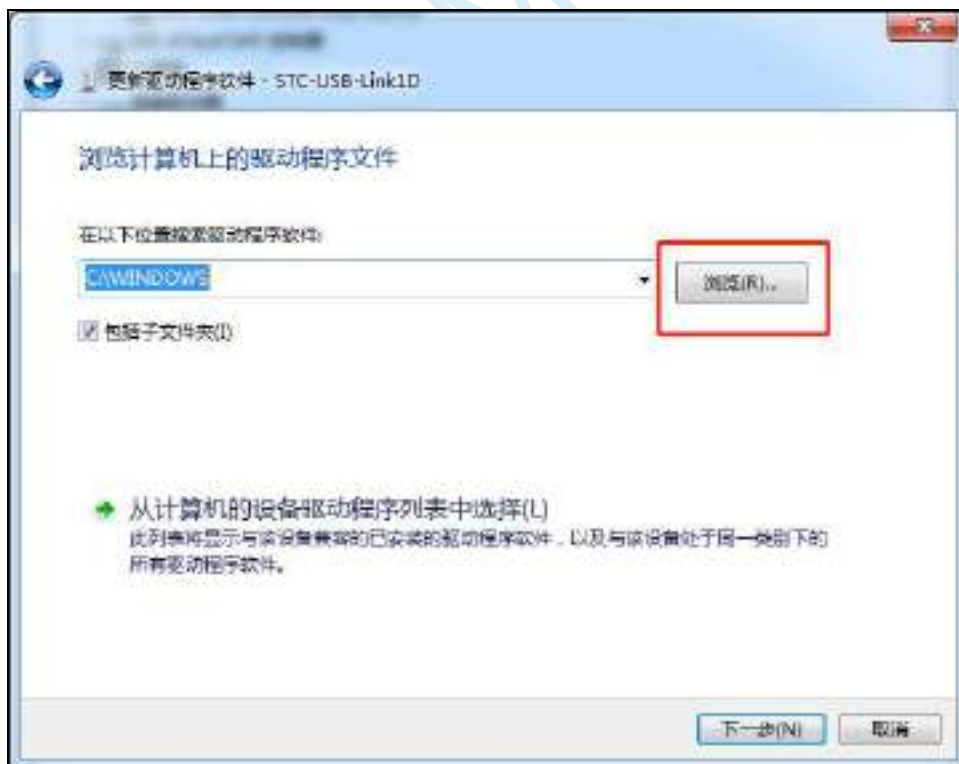 更新驱动程序软件 - STC-USB-Link1D
浏览计算机上的驱动程序文件
在以下位置搜索驱动程序软件:
C:\WINDOWS
浏览(R)...
包括子文件夹(I)
从计算机的设备驱动程序列表中选择(L)
此列表将显示与该设备兼容的已安装的驱动程序软件，以及与该设备处于同一类别下的
所有驱动程序软件。
下一步(N)
取消